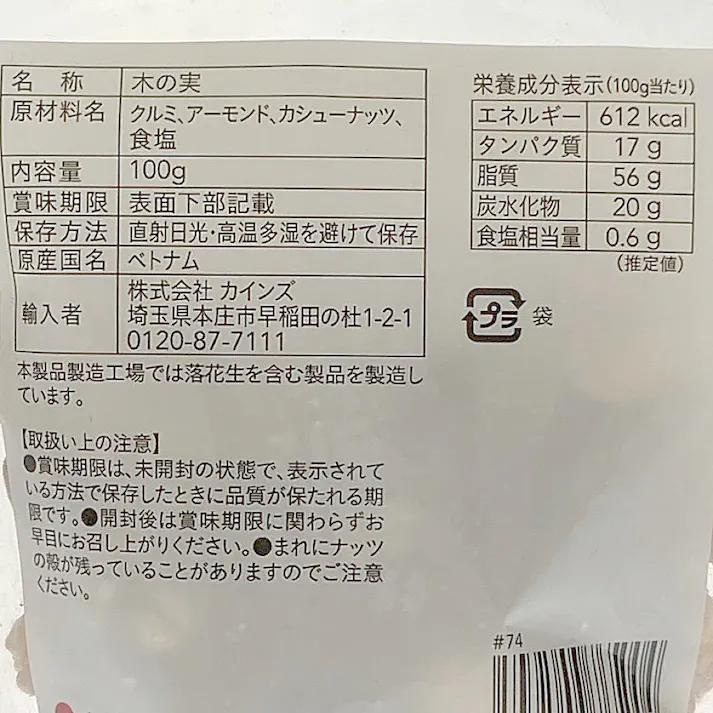 名 称 木の実
原材料名 クルミ、アーモンド、カシューナッツ、
食塩
内容量 100g
賞味期限 表面下部記載
保存方法 直射日光・高温多湿を避けて保存
原産国名 ベトナム
輸入者 株式会社 カインズ
埼玉県本庄市早稲田の杜1-2-1
0120-87-7111
本製品製造工場では落花生を含む製品を製造し
ています。
【取扱い上の注意】
●賞味期限は、未開封の状態で、表示されて
いる方法で保存したときに品質が保たれる期
限です。●開封後は賞味期限に関わらずお
早目にお召し上がりください。●まれにナッツ
の殻が残っていることがありますのでご注意
ください。
栄養成分表示(100g当たり)
エネルギー 612 kcal
タンパク質 17 g
脂質 56 g
炭水化物 20 g
食塩相当量 0.6 g
(推定値)
プラ 袋
#74